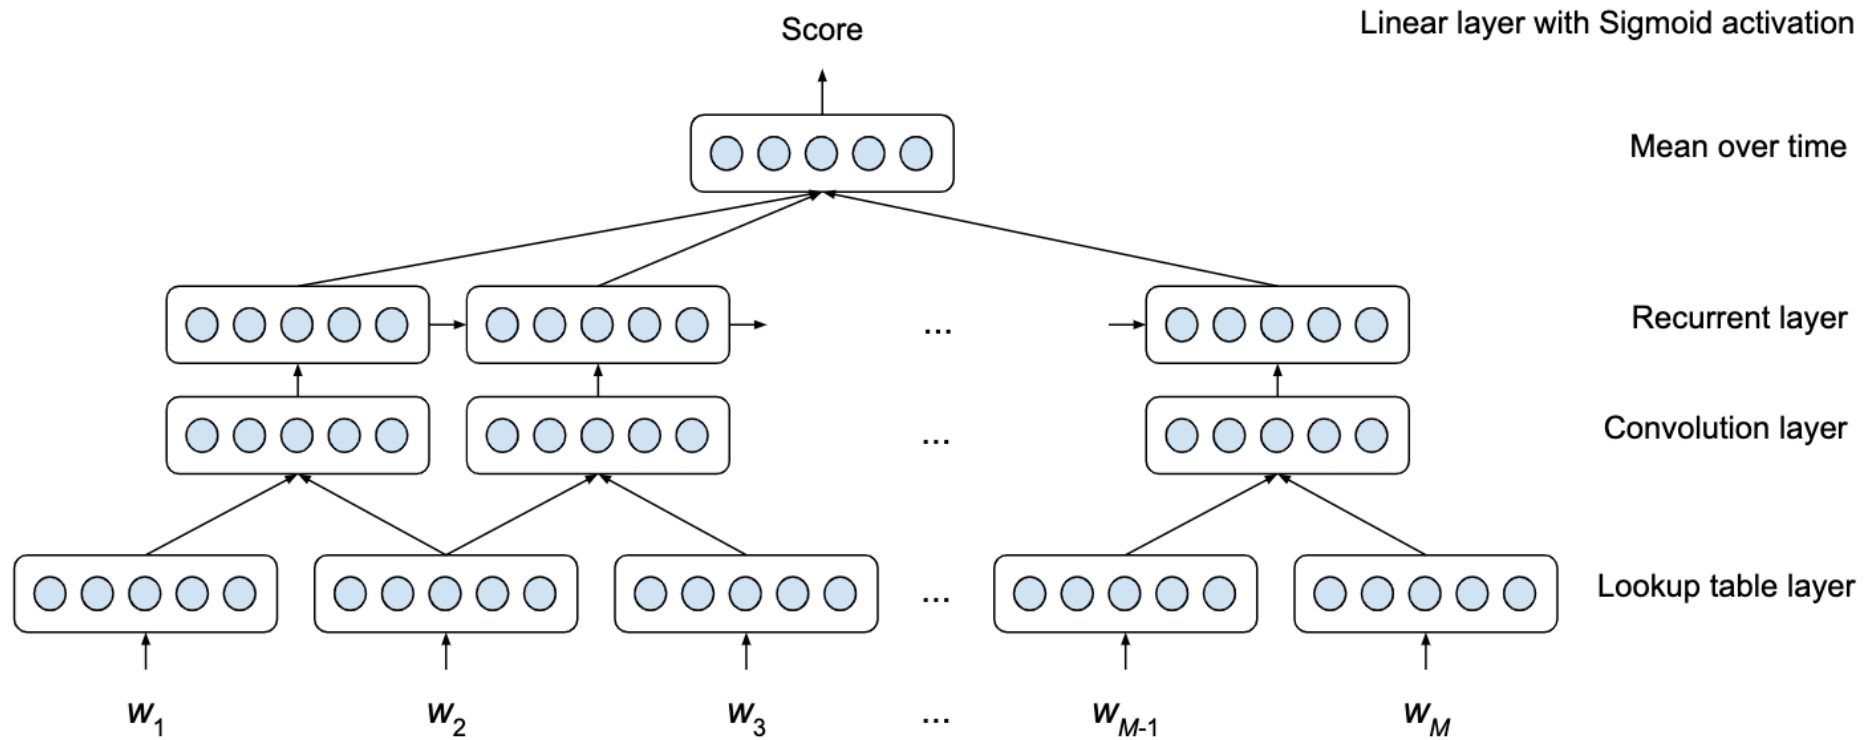 Linear layer with Sigmoid activation
Score
Mean over time
... Recurrent layer
... Convolution layer
... Lookup table layer
w1 w2 w3 ... wM-1 wM